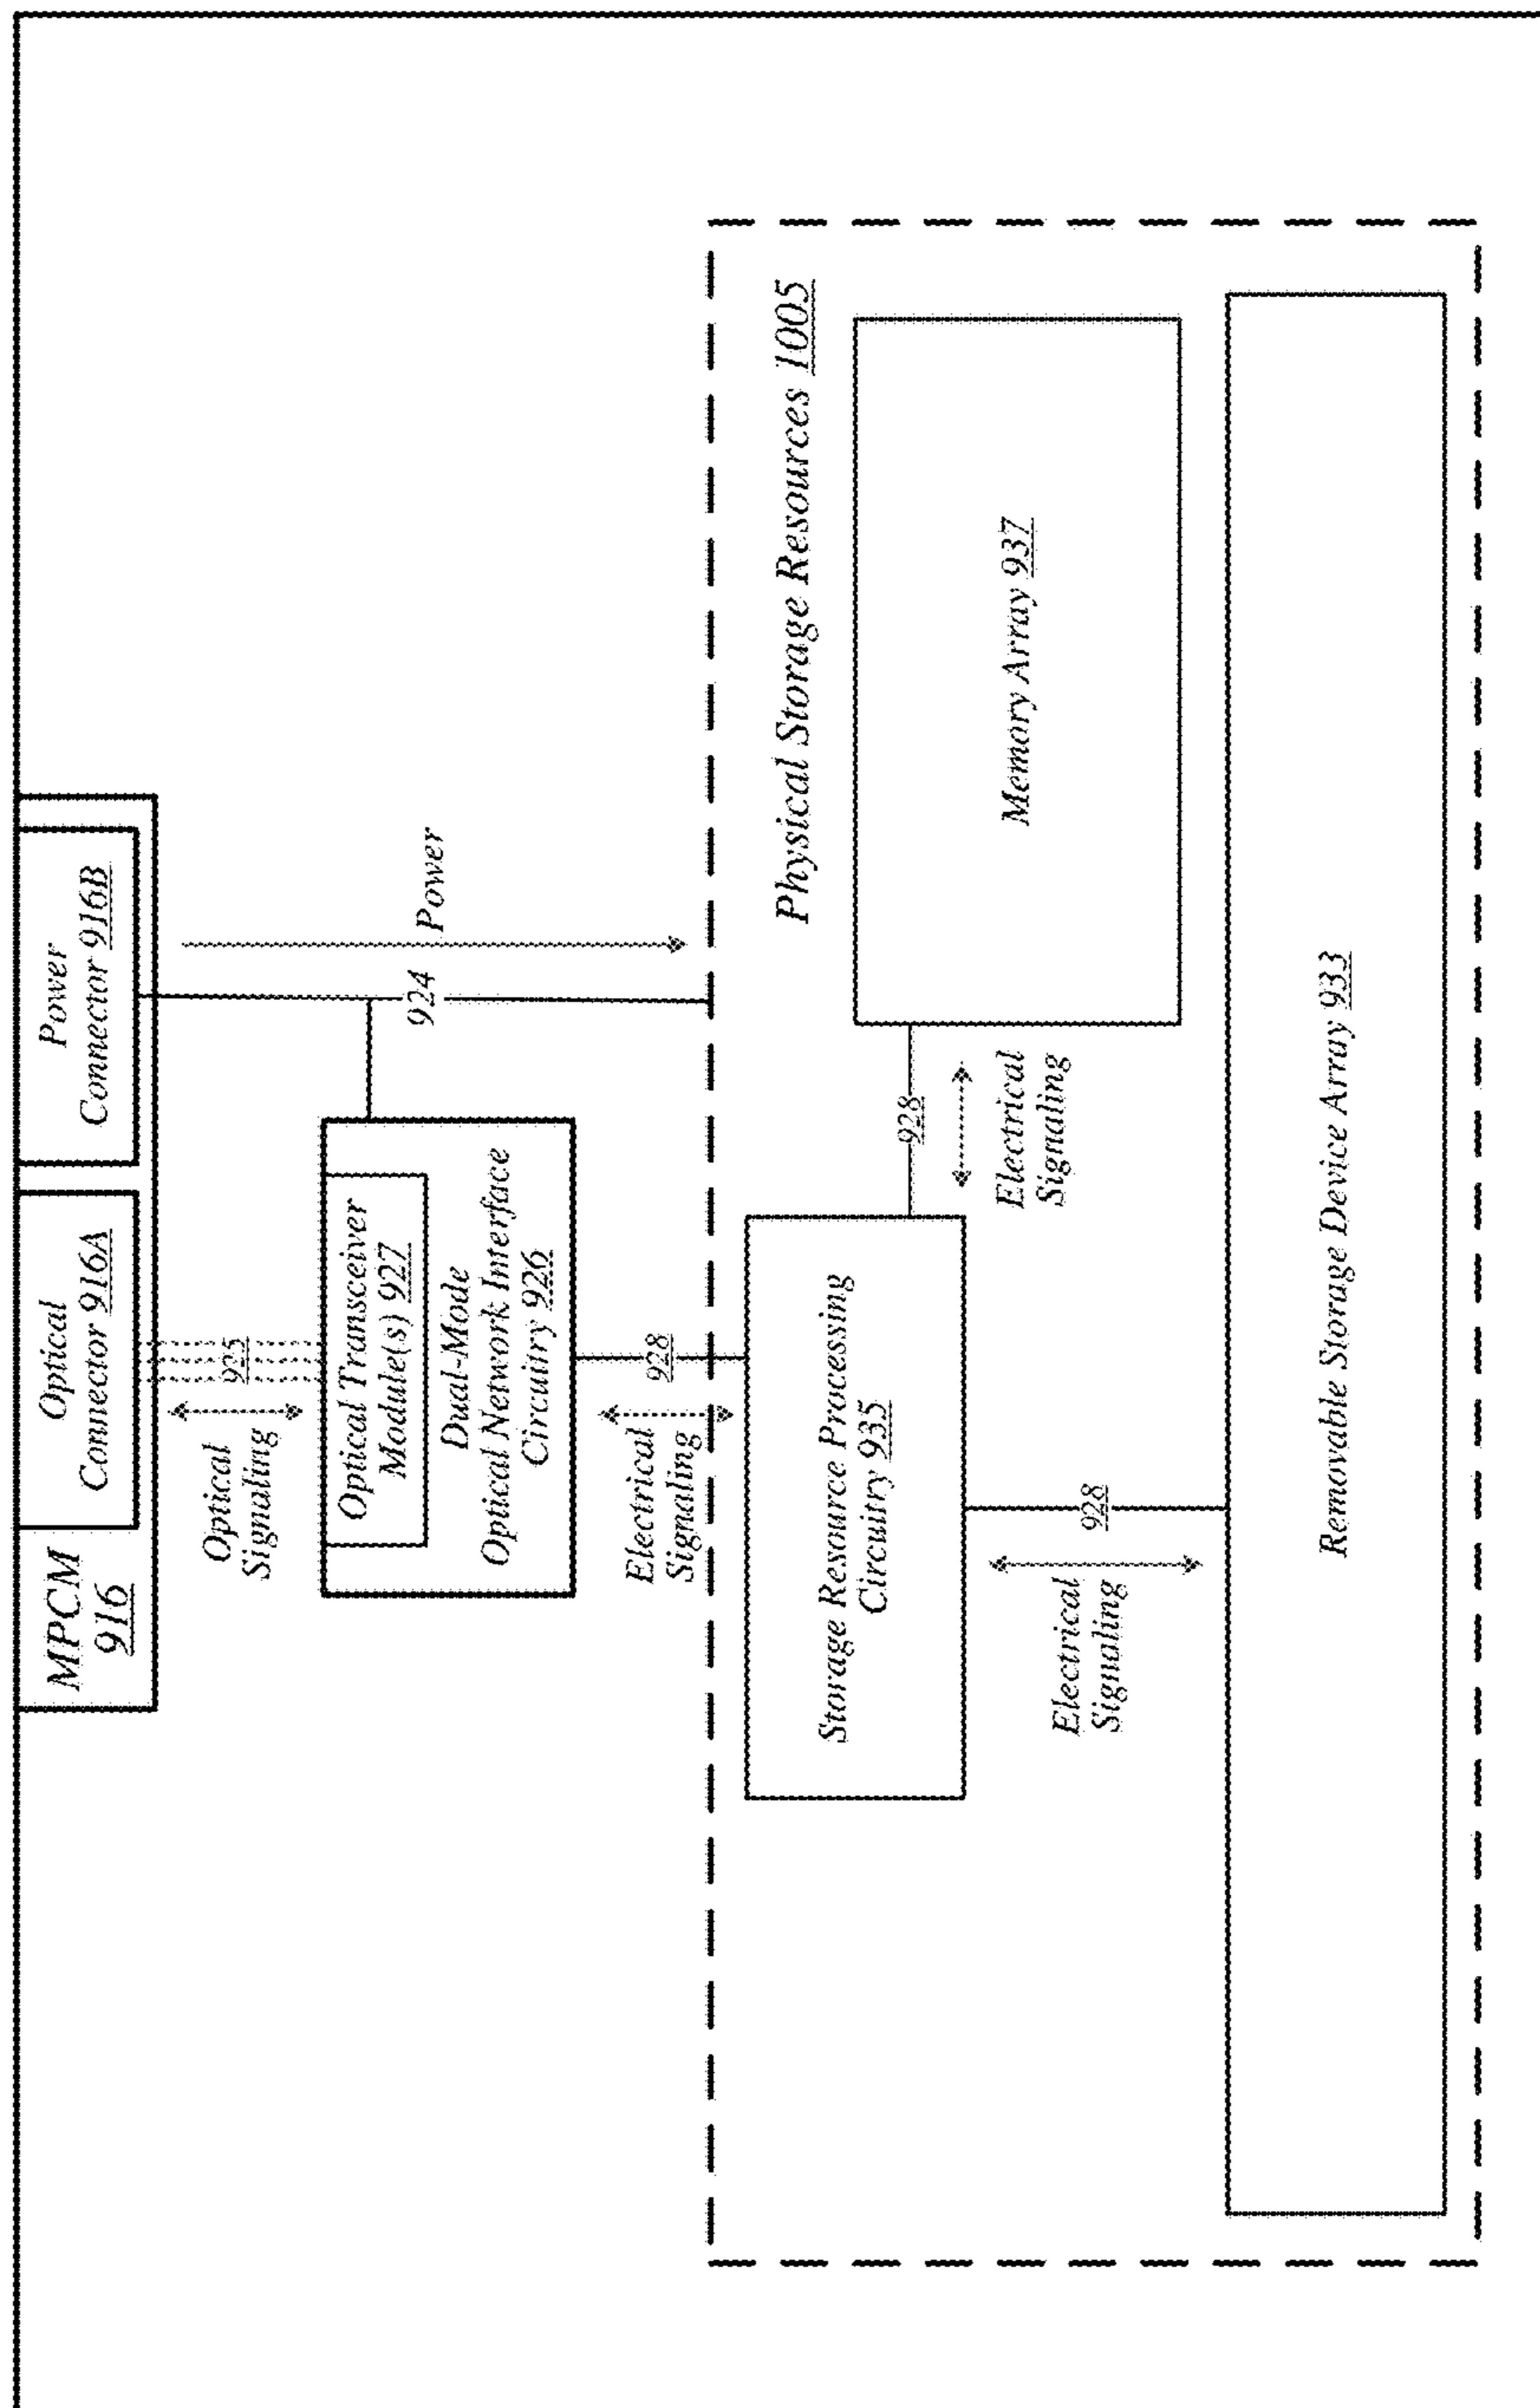 MPCM
916
Optical
Connector 916A
Power
Connector 916B
Optical
Signaling
925
Power
924
Optical Transceiver
Module(s) 927
Dual-Mode
Optical Network Interface
Circuitry 926
Electrical
Signaling
928
Physical Storage Resources 1005
Storage Resource Processing
Circuitry 935
928
Electrical
Signaling
Memory Array 937
Electrical
Signaling
928
Removable Storage Device Array 933